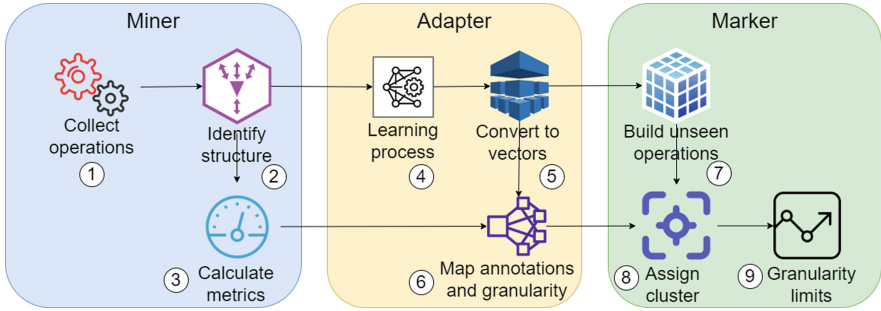 Miner
Adapter
Marker
Collect
operations
1
Identify
structure
2
3
Calculate
metrics
Learning
process
4
Convert to
vectors
5
6
Map annotations
and granularity
Build unseen
operations
7
8
Assign
cluster
9
Granularity
limits